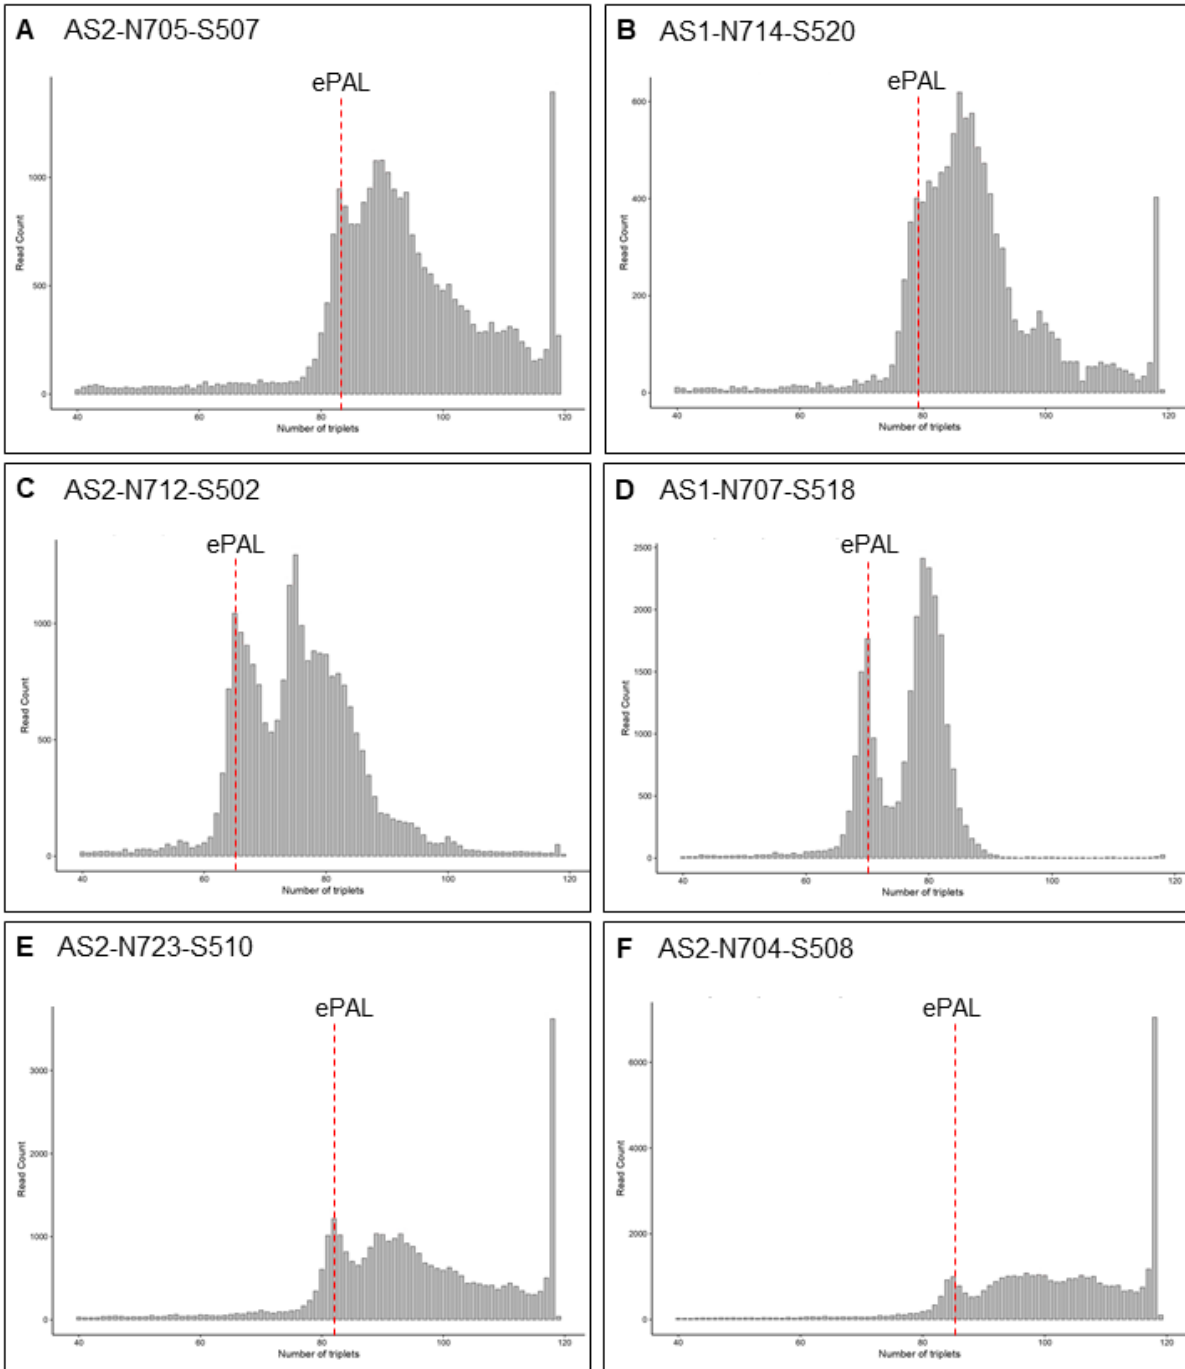 A AS2-N705-S507
ePAL
1000
500
0
Read Count
40 60 80 100 120
Number of triplets
B AS1-N714-S520
ePAL
600
400
200
0
Read Count
40 60 80 100 120
Number of triplets
C AS2-N712-S502
ePAL
1000
500
0
Read Count
40 60 80 100 120
Number of triplets
D AS1-N707-S518
ePAL
2500
2000
1500
1000
500
0
Read Count
40 60 80 100 120
Number of triplets
E AS2-N723-S510
ePAL
3000
2000
1000
0
Read Count
40 60 80 100 120
Number of triplets
F AS2-N704-S508
ePAL
6000
4000
2000
0
Read Count
40 60 80 100 120
Number of triplets